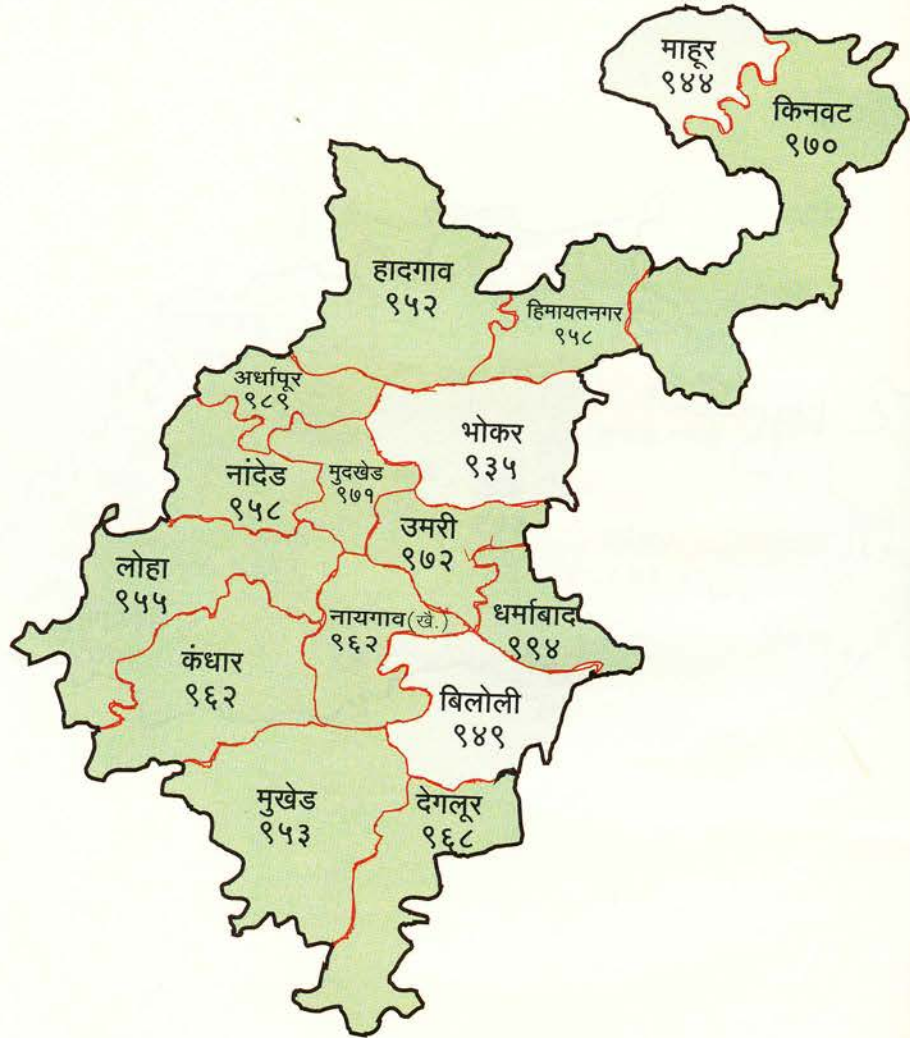 माहूर
९४४
किनवट
९७०
हादगाव
९५२
हिमायतनगर
९५८
अर्धापूर
९८९
भोकर
९३५
नांदेड
९५८
मुदखेड
९७१
उमरी
९७२
लोहा
९५५
नायगाव(खै.)
९६२
धर्माबाद
९९४
कंधार
९६२
बिलोली
९४९
मुखेड
९५३
देगलूर
९६८